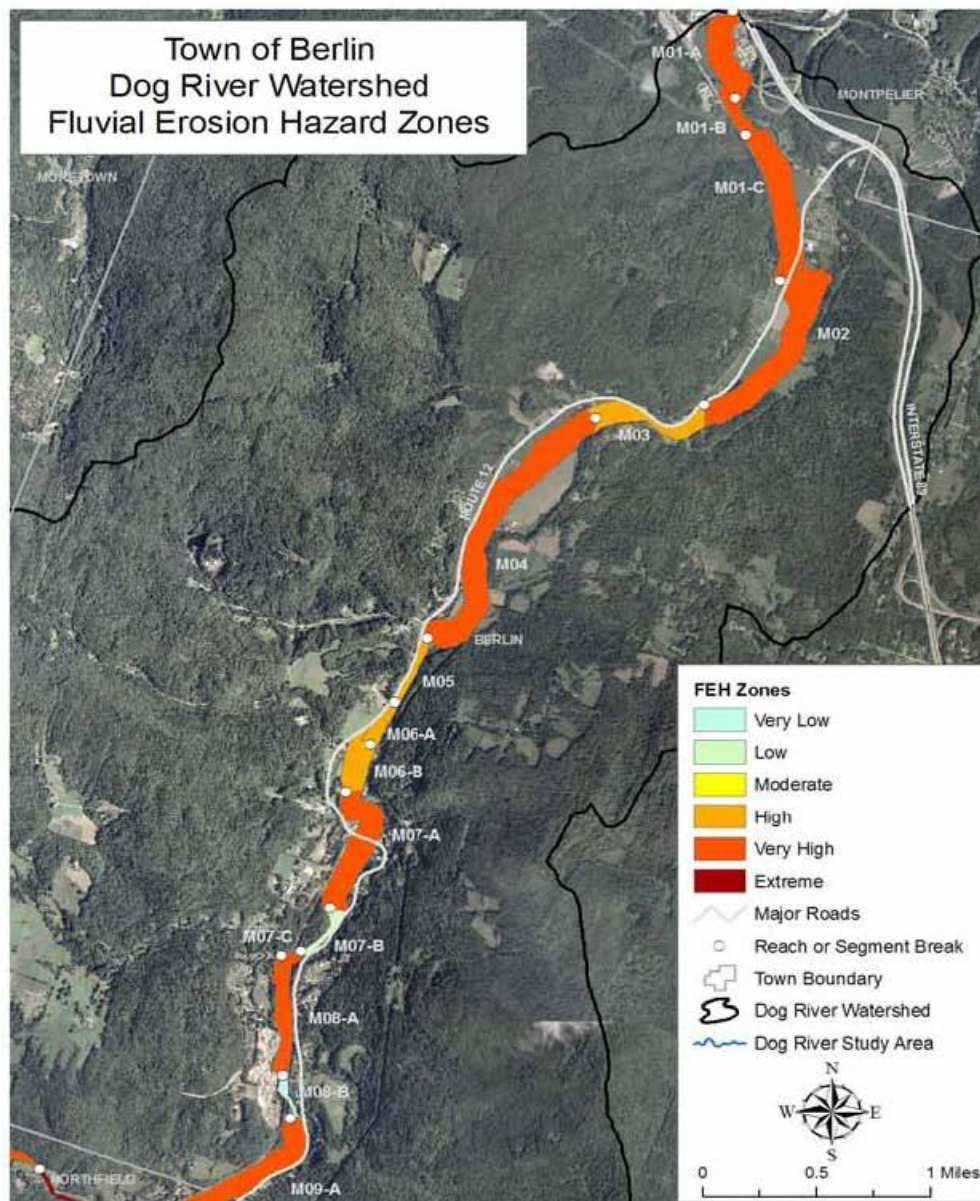 Town of Berlin
Dog River Watershed
Fluvial Erosion Hazard Zones
M01-A
MONTPELIER
M01-B
MORETOWN
M01-C
M02
M03
INTERSTATE 89
ROUTE 12
M04
BERLIN
M05
M06-A
M06-B
M07-A
M07-C
M07-B
M08-A
M08-B
NORTHFIELD
M09-A
FEH Zones
Very Low
Low
Moderate
High
Very High
Extreme
Major Roads
Reach or Segment Break
Town Boundary
Dog River Watershed
Dog River Study Area
N
W
E
S
0 0.5 1 Miles